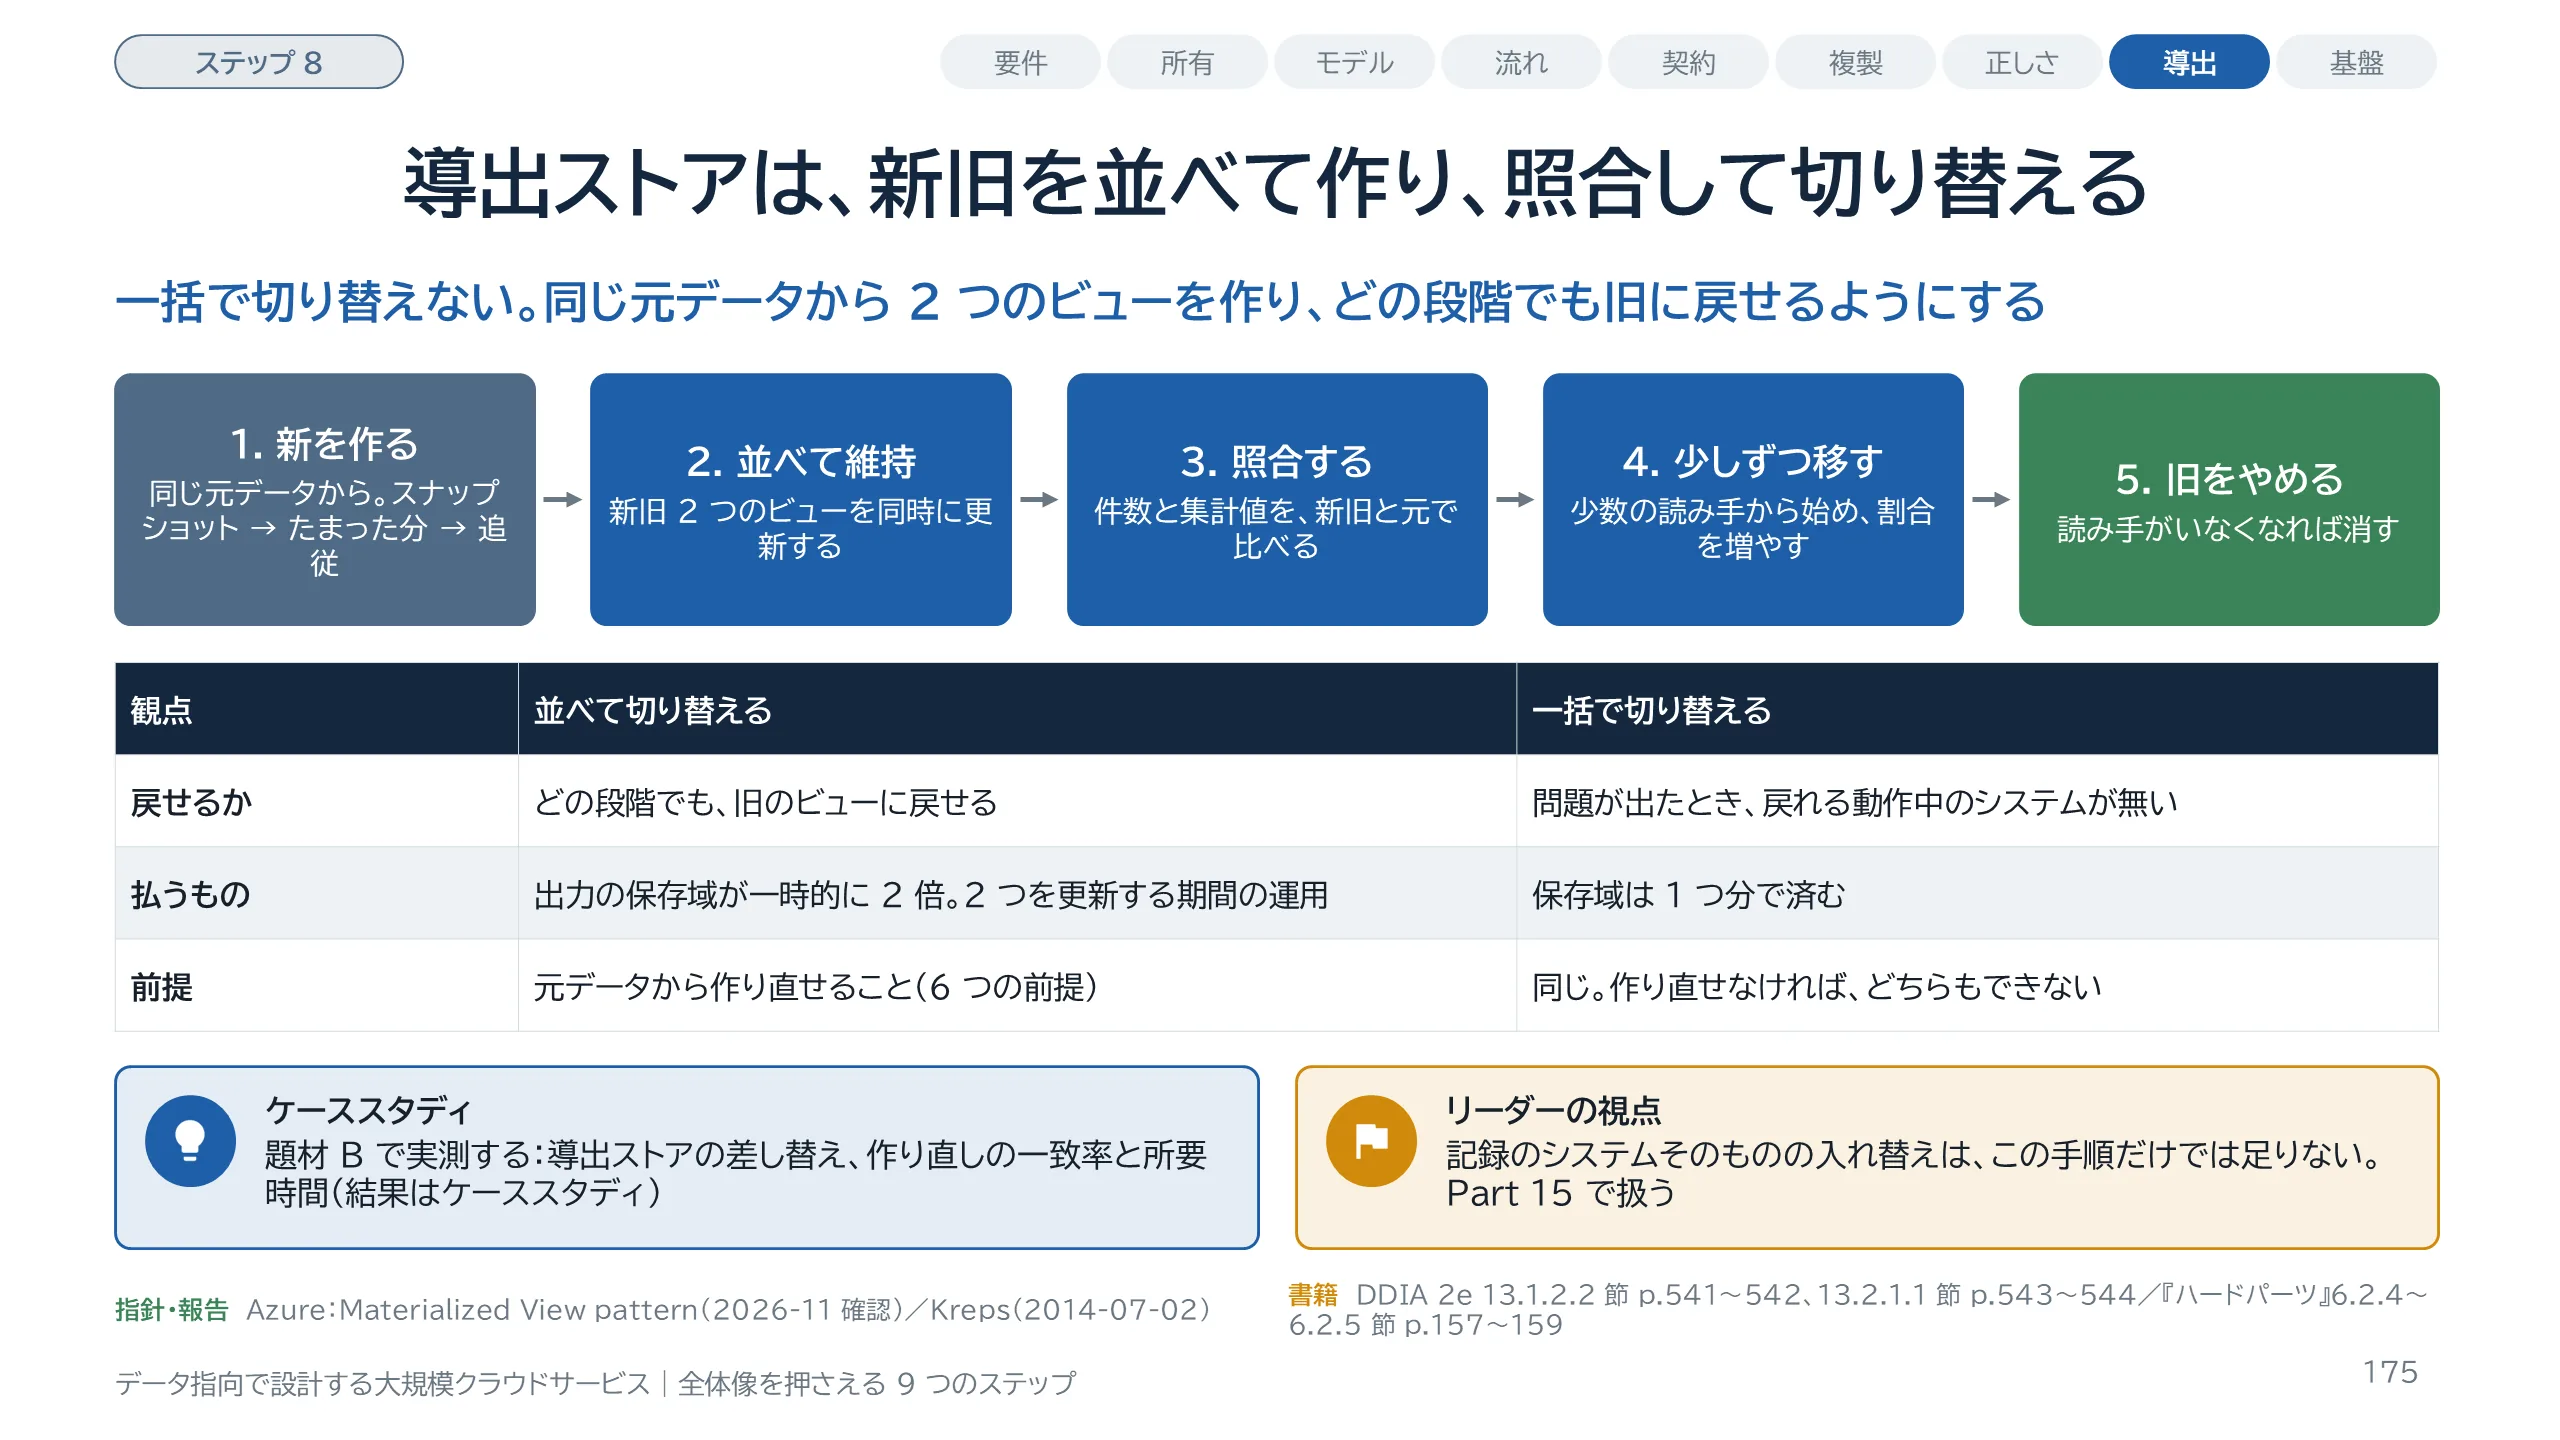 ステップ 8
要件
所有
モデル
流れ
契約
複製
正しさ
導出
基盤
導出ストアは、新旧を並べて作り、照合して切り替える
一括で切り替えない。同じ元データから 2 つのビューを作り、どの段階でも旧に戻せるようにする
1. 新を作る
同じ元データから。スナップ
ショット → たまった分 → 追
従
2. 並べて維持
新旧 2 つのビューを同時に更
新する
3. 照合する
件数と集計値を、新旧と元で
比べる
4. 少しずつ移す
少数の読み手から始め、割合
を増やす
5. 旧をやめる
読み手がいなくなれば消す
観点
並べて切り替える
一括で切り替える
戻せるか
どの段階でも、旧のビューに戻せる
問題が出たとき、戻れる動作中のシステムが無い
払うもの
出力の保存域が一時的に 2 倍。2 つを更新する期間の運用
保存域は 1 つ分で済む
前提
元データから作り直せること（6 つの前提）
同じ。作り直せなければ、どちらもできない
ケーススタディ
題材 B で実測する：導出ストアの差し替え、作り直しの一致率と所要
時間（結果はケーススタディ）
リーダーの視点
記録のシステムそのものの入れ替えは、この手順だけでは足りない。
Part 15 で扱う
指針・報告 Azure：Materialized View pattern（2026-11 確認）／Kreps（2014-07-02）
書籍 DDIA 2e 13.1.2.2 節 p.541〜542、13.2.1.1 節 p.543〜544／『ハードパーツ』6.2.4〜
6.2.5 節 p.157〜159
データ指向で設計する大規模クラウドサービス｜全体像を押さえる 9 つのステップ
175